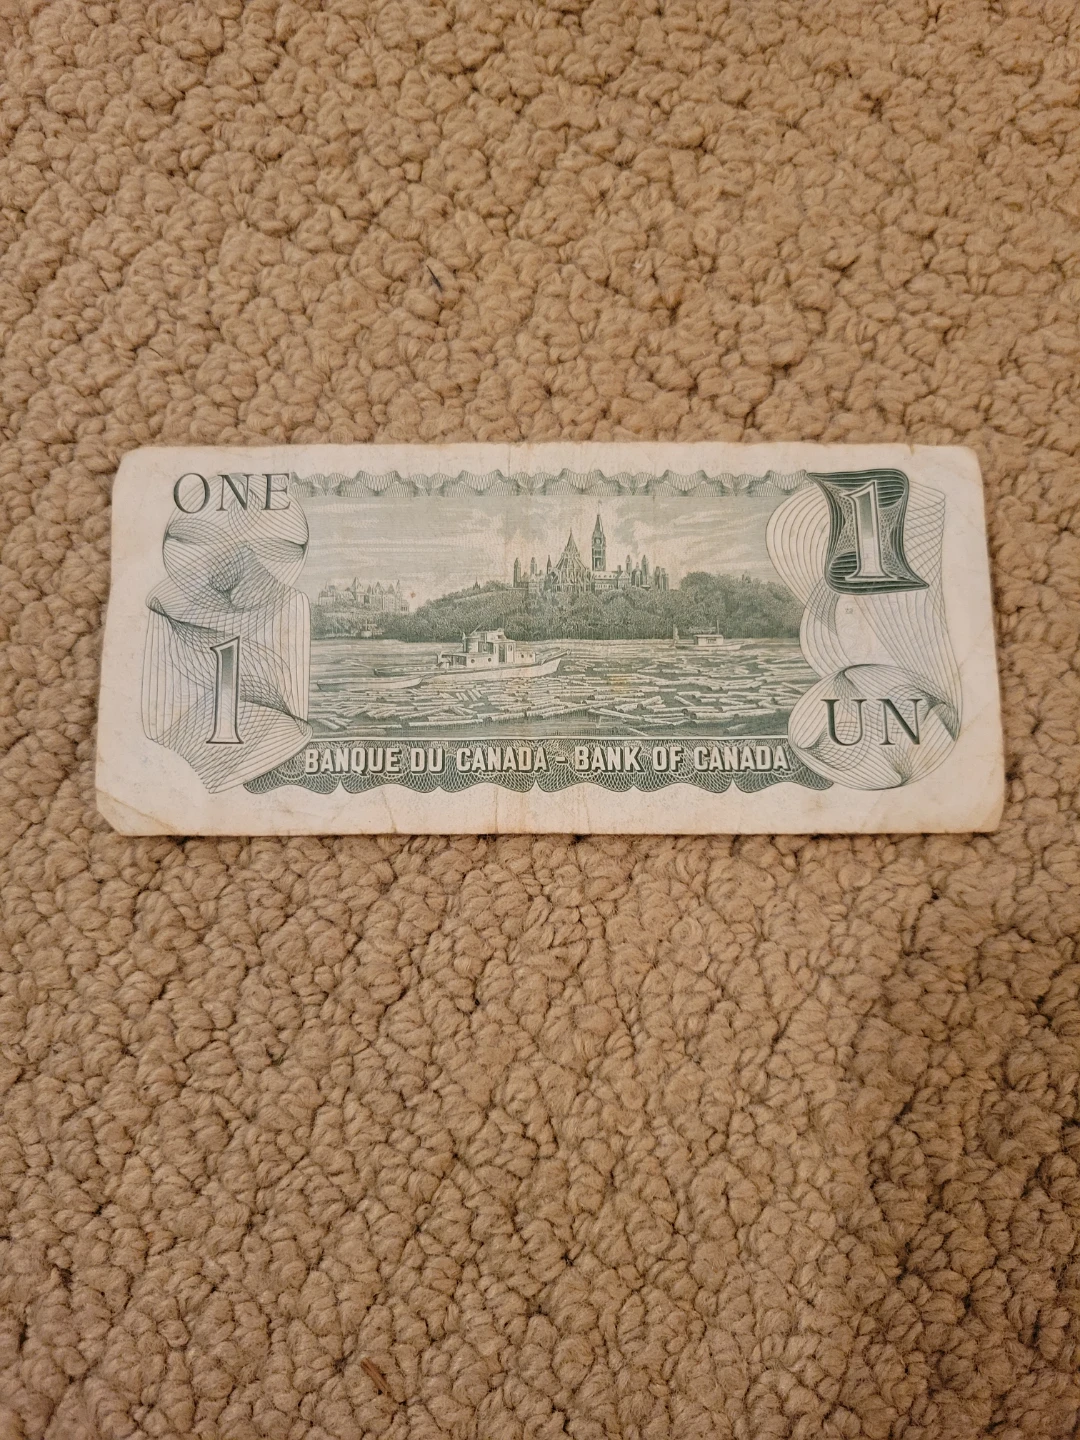 ONE
1
1
UN
BANQUE DU CANADA - BANK OF CANADA